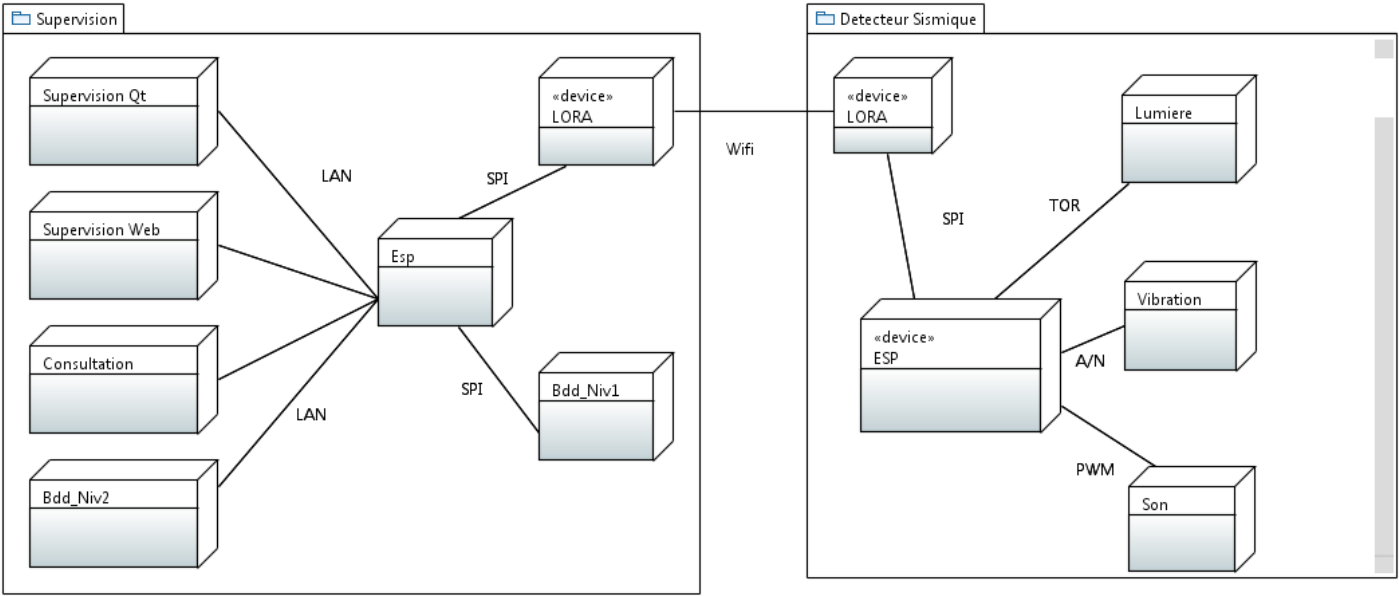 Supervision
Supervision Qt
LAN
Supervision Web
Consultation
LAN
Bdd_Niv2
Esp
SPI
«device»
LORA
SPI
Bdd_Niv1
Wifi
Detecteur Sismique
«device»
LORA
SPI
Lumiere
TOR
«device»
ESP
Vibration
A/N
PWM
Son